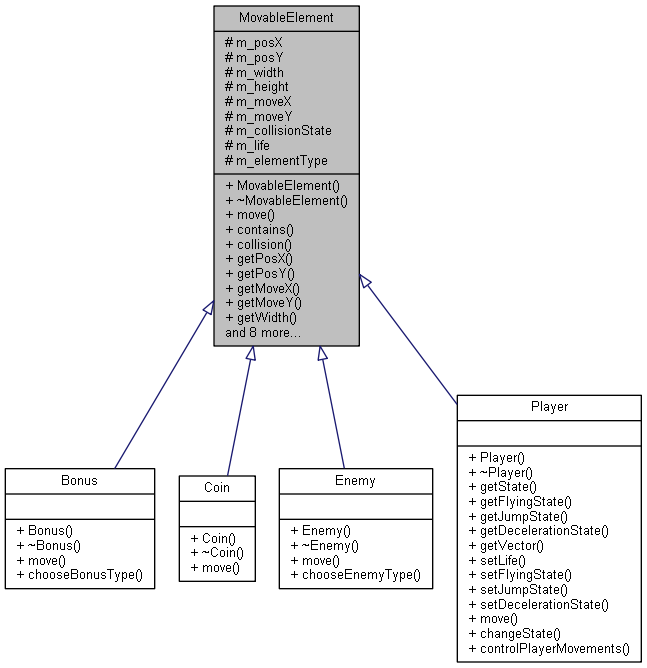 MovableElement
# m_posX
# m_posY
# m_width
# m_height
# m_moveX
# m_moveY
# m_collisionState
# m_life
# m_elementType
+ MovableElement()
+ ~MovableElement()
+ move()
+ contains()
+ collision()
+ getPosX()
+ getPosY()
+ getMoveX()
+ getMoveY()
+ getWidth()
and 8 more...
Bonus
+ Bonus()
+ ~Bonus()
+ move()
+ chooseBonusType()
Coin
+ Coin()
+ ~Coin()
+ move()
Enemy
+ Enemy()
+ ~Enemy()
+ move()
+ chooseEnemyType()
Player
+ Player()
+ ~Player()
+ getState()
+ getFlyingState()
+ getJumpState()
+ getDecelerationState()
+ getVector()
+ setLife()
+ setFlyingState()
+ setJumpState()
+ setDecelerationState()
+ move()
+ changeState()
+ controlPlayerMovements()